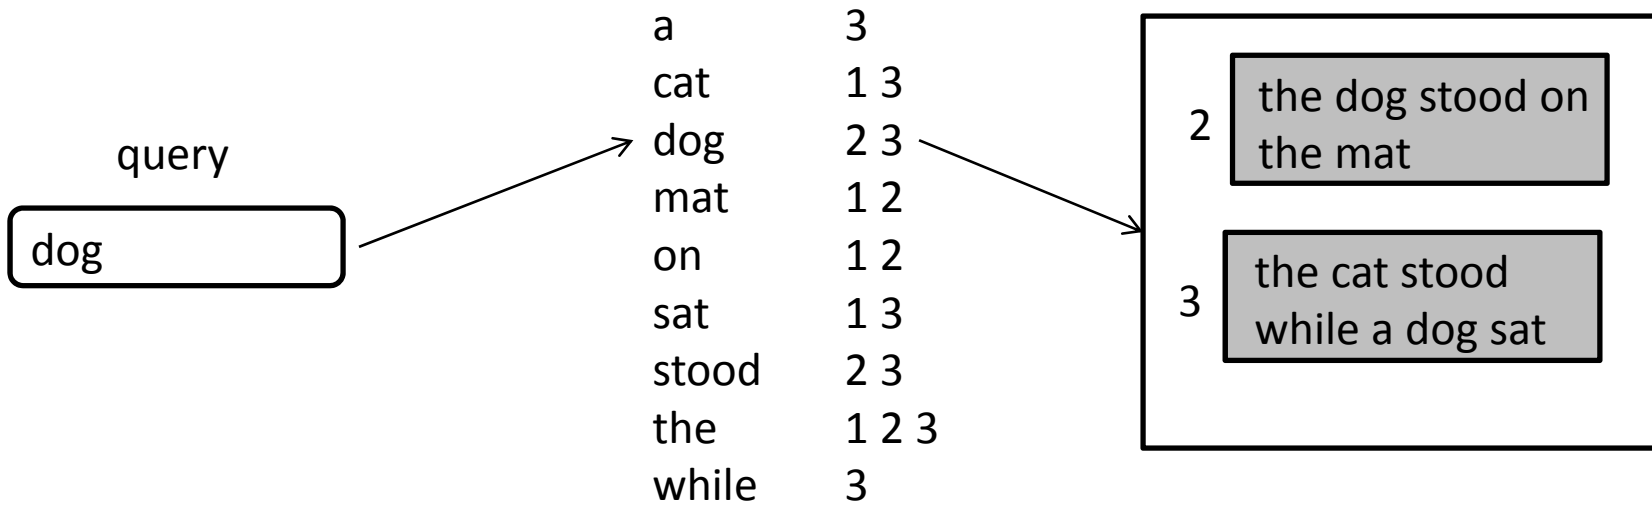 query
dog
a 3
cat 1 3
dog 2 3
mat 1 2
on 1 2
sat 1 3
stood 2 3
the 1 2 3
while 3
2
the dog stood on
the mat
3
the cat stood
while a dog sat